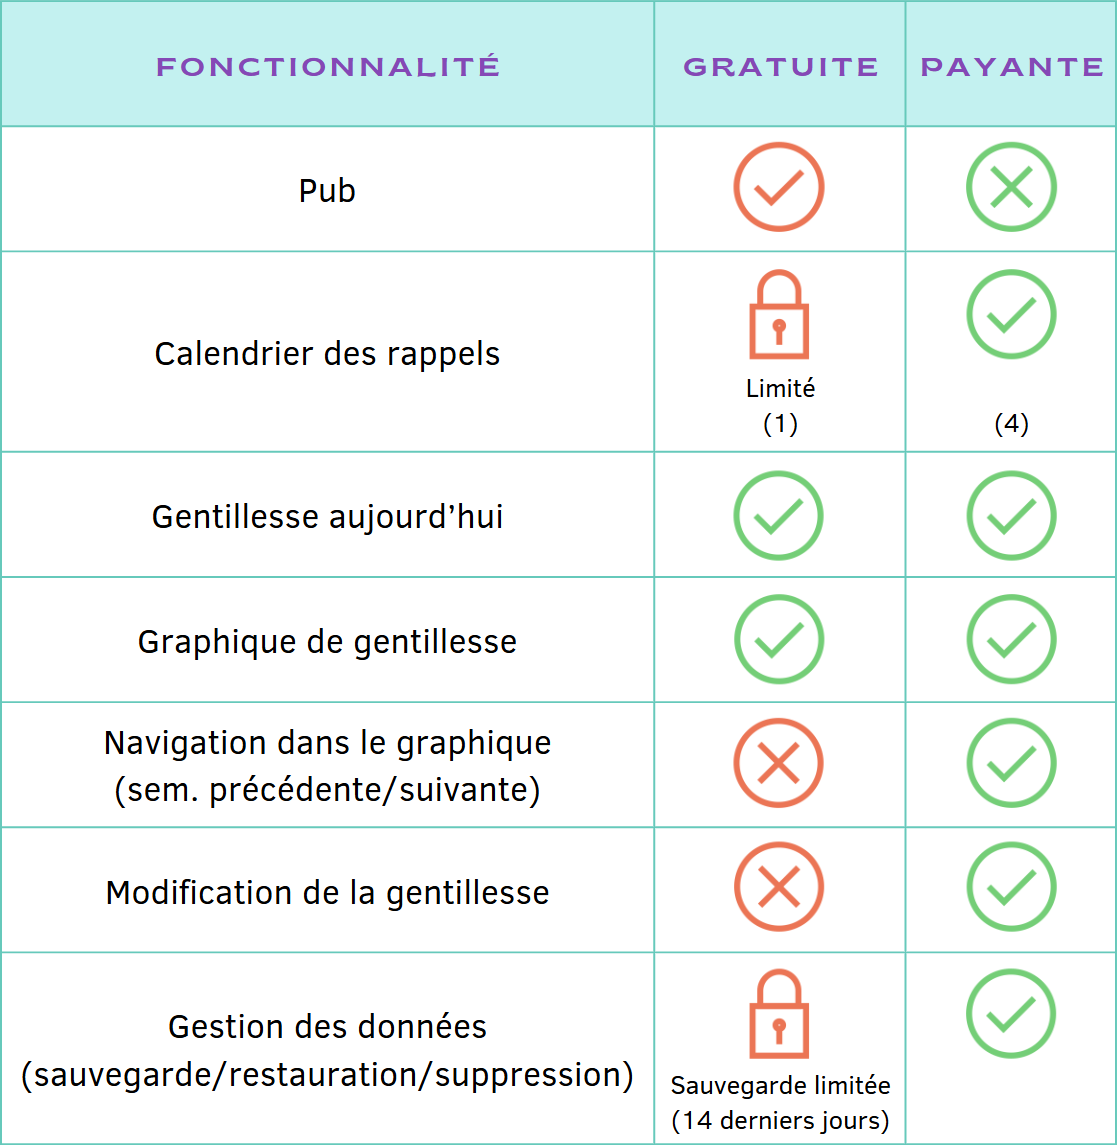 FONCTIONNALITÉ GRATUITE PAYANTE
Pub
Calendrier des rappels
Limité
(1) (4)
Gentillesse aujourd’hui
Graphique de gentillesse
Navigation dans le graphique
(sem. précédente/suivante)
Modification de la gentillesse
Gestion des données
(sauvegarde/restauration/suppression)
Sauvegarde limitée
(14 derniers jours)